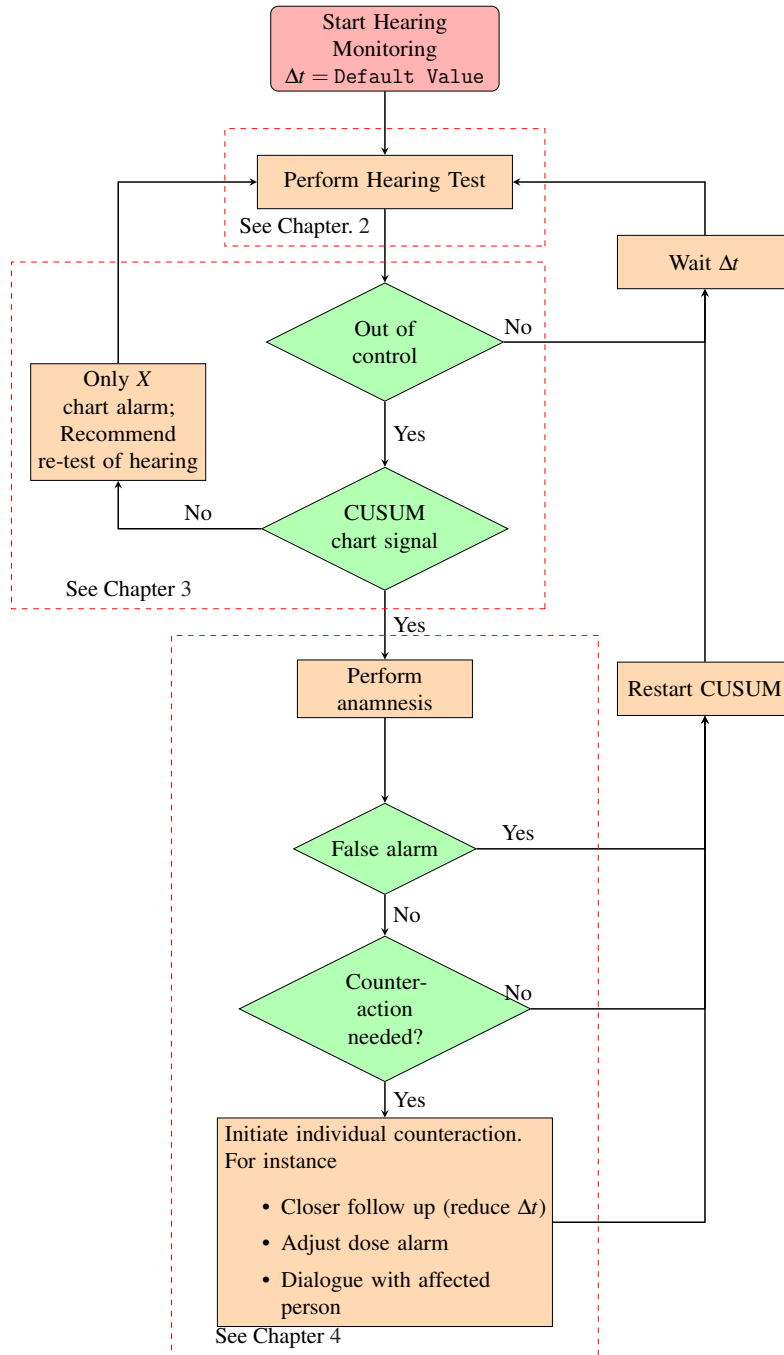 Start Hearing
Monitoring
Δt = Default Value
Perform Hearing Test
See Chapter. 2
Wait Δt
Out of
control
No
Only X
chart alarm;
Recommend
re-test of hearing
Yes
CUSUM
chart signal
No
See Chapter 3
Yes
Perform
anamnesis
Restart CUSUM
False alarm
Yes
No
Counter-
action
needed?
No
Yes
Initiate individual counteraction.
For instance
• Closer follow up (reduce Δt)
• Adjust dose alarm
• Dialogue with affected
person
See Chapter 4